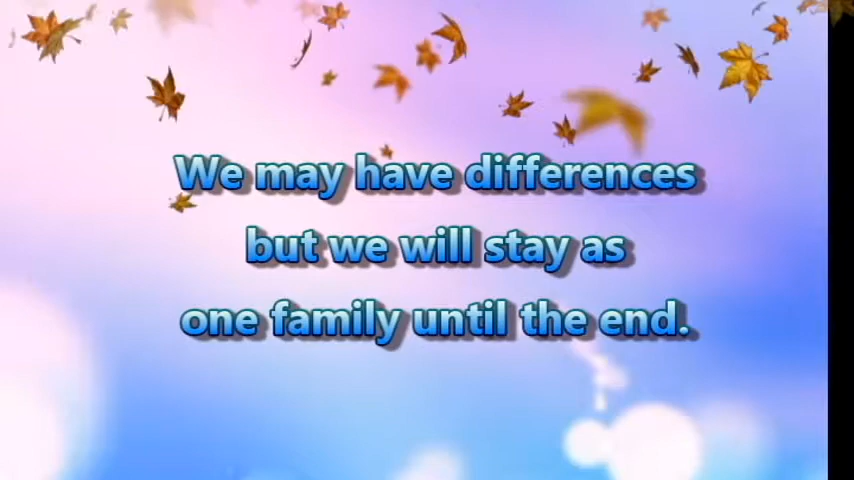 We may have differences
but we will stay as
one family until the end.